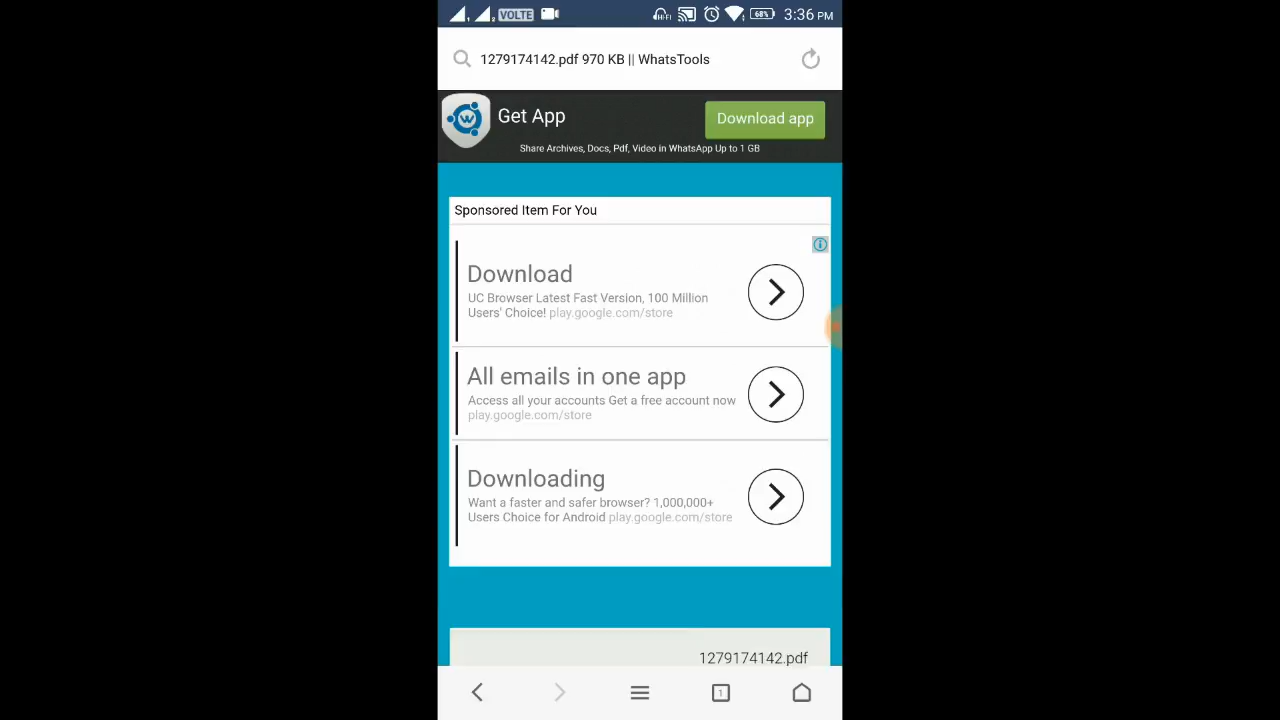 VOLTE
68%
3:36 PM
1279174142.pdf 970 KB || WhatsTools
Get App
Download app
Share Archives, Docs, Pdf, Video in WhatsApp Up to 1 GB
Sponsored Item For You
Download
UC Browser Latest Fast Version, 100 Million
Users' Choice! play.google.com/store
All emails in one app
Access all your accounts Get a free account now
play.google.com/store
Downloading
Want a faster and safer browser? 1,000,000+
Users Choice for Android play.google.com/store
1279174142.pdf
1